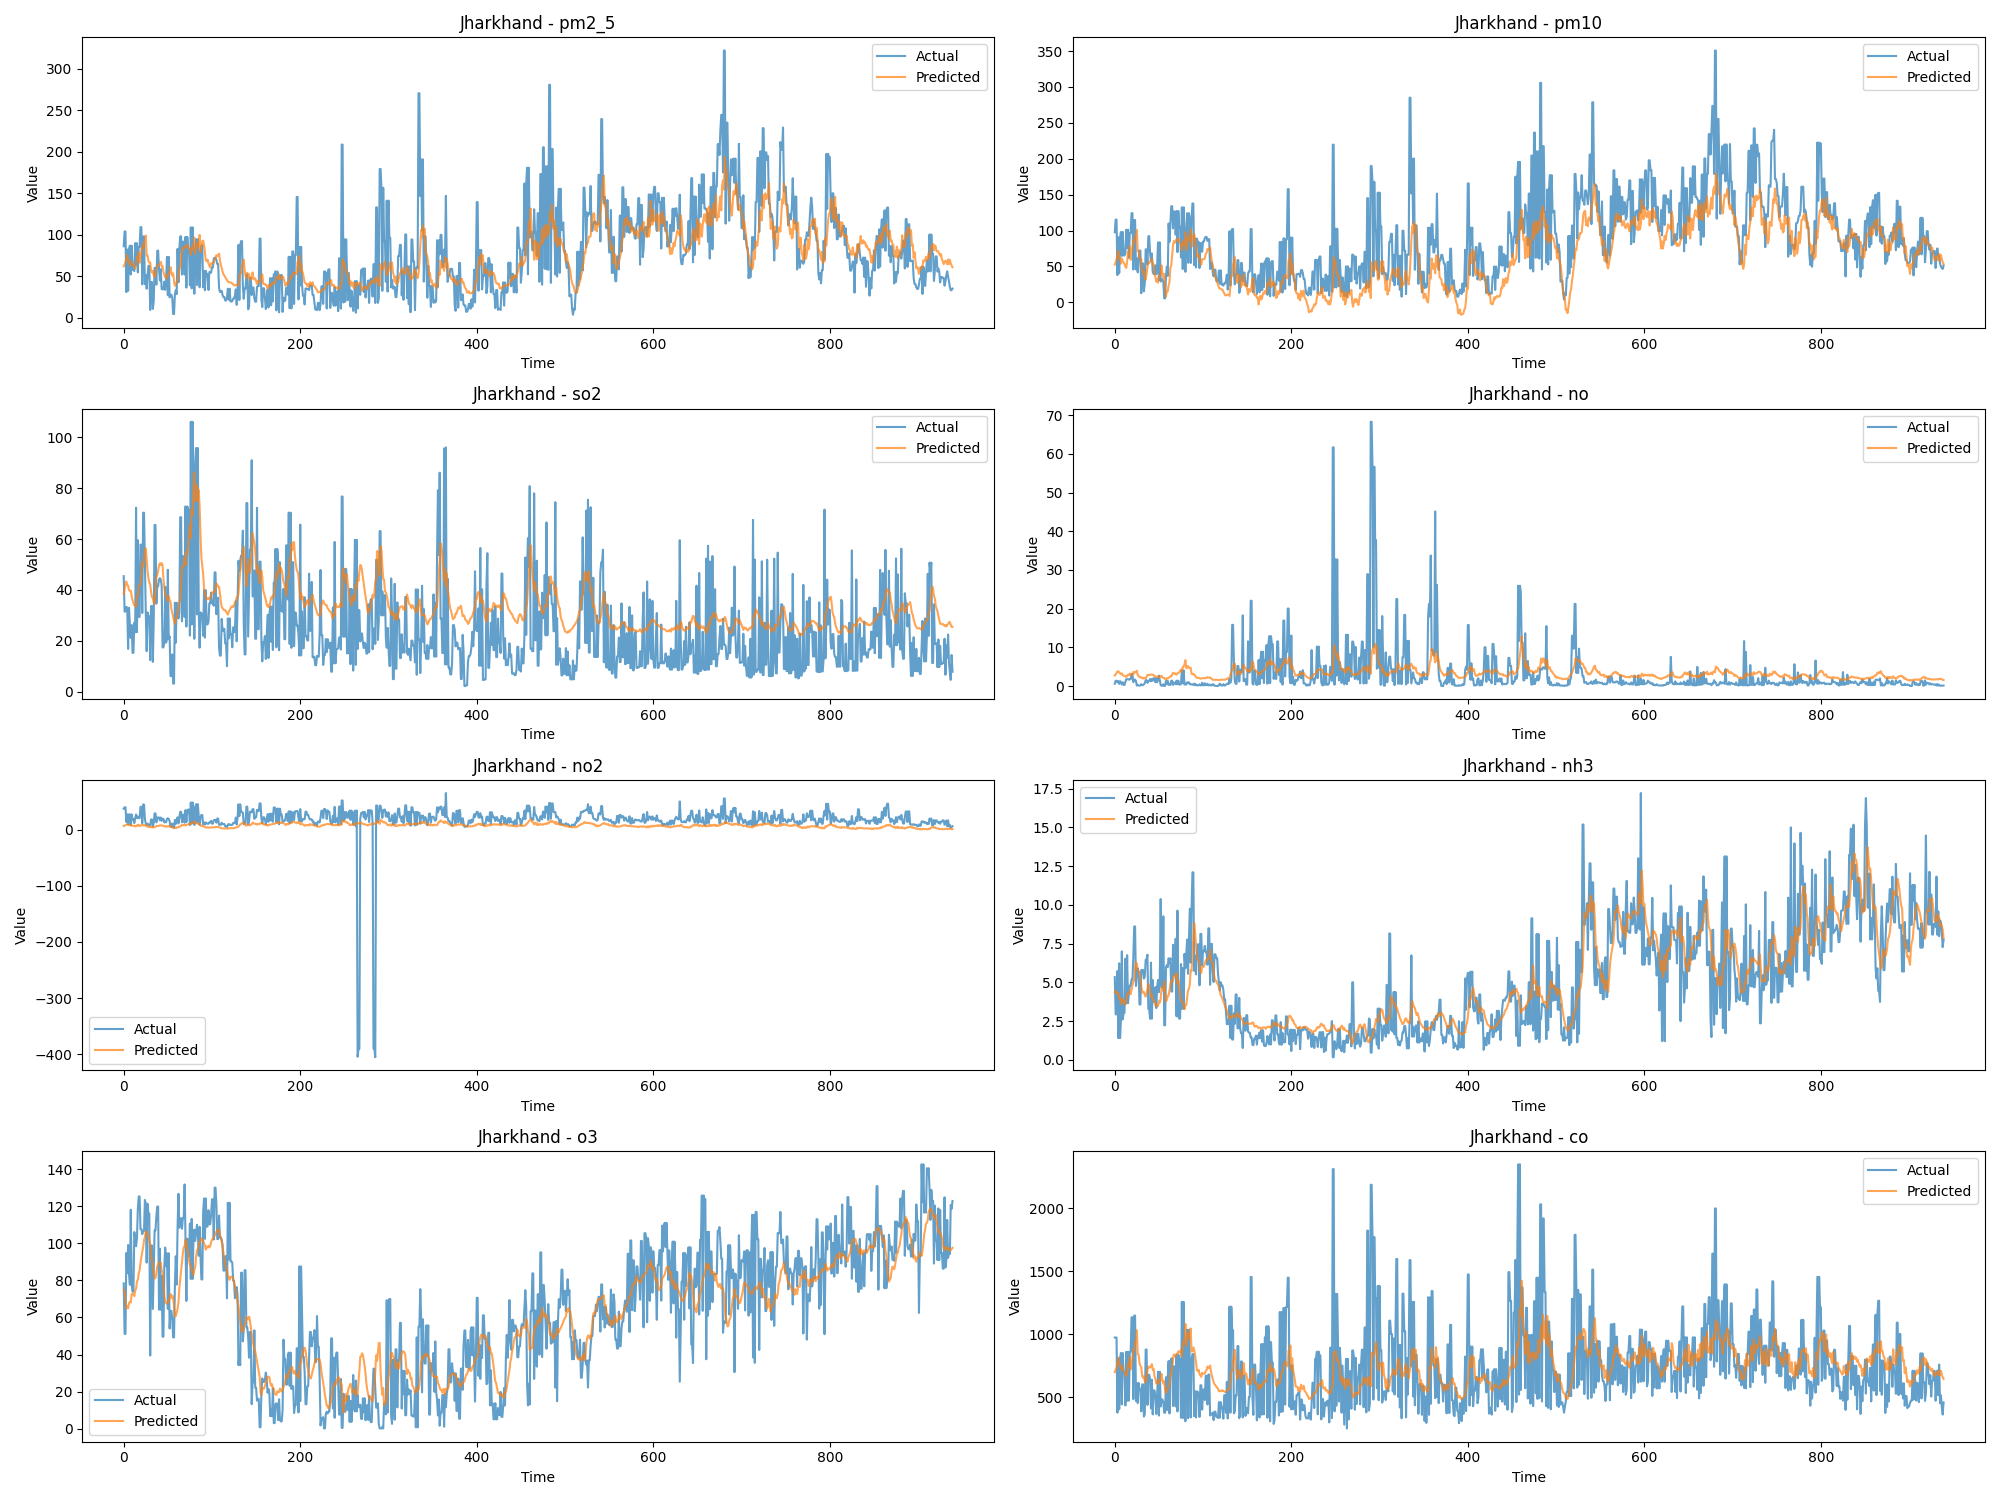 Jharkhand - pm2_5
Actual
Predicted
300
250
200
150
100
50
0
Value
0 200 400 600 800
Time
Jharkhand - pm10
Actual
Predicted
350
300
250
200
150
100
50
0
Value
0 200 400 600 800
Time
Jharkhand - so2
Actual
Predicted
100
80
60
40
20
0
Value
0 200 400 600 800
Time
Jharkhand - no
Actual
Predicted
70
60
50
40
30
20
10
0
Value
0 200 400 600 800
Time
Jharkhand - no2
0
−100
−200
−300
−400
Value
Actual
Predicted
0 200 400 600 800
Time
Jharkhand - nh3
Actual
Predicted
17.5
15.0
12.5
10.0
7.5
5.0
2.5
0.0
Value
0 200 400 600 800
Time
Jharkhand - o3
140
120
100
80
60
40
20
0
Value
Actual
Predicted
0 200 400 600 800
Time
Jharkhand - co
Actual
Predicted
2000
1500
1000
500
Value
0 200 400 600 800
Time